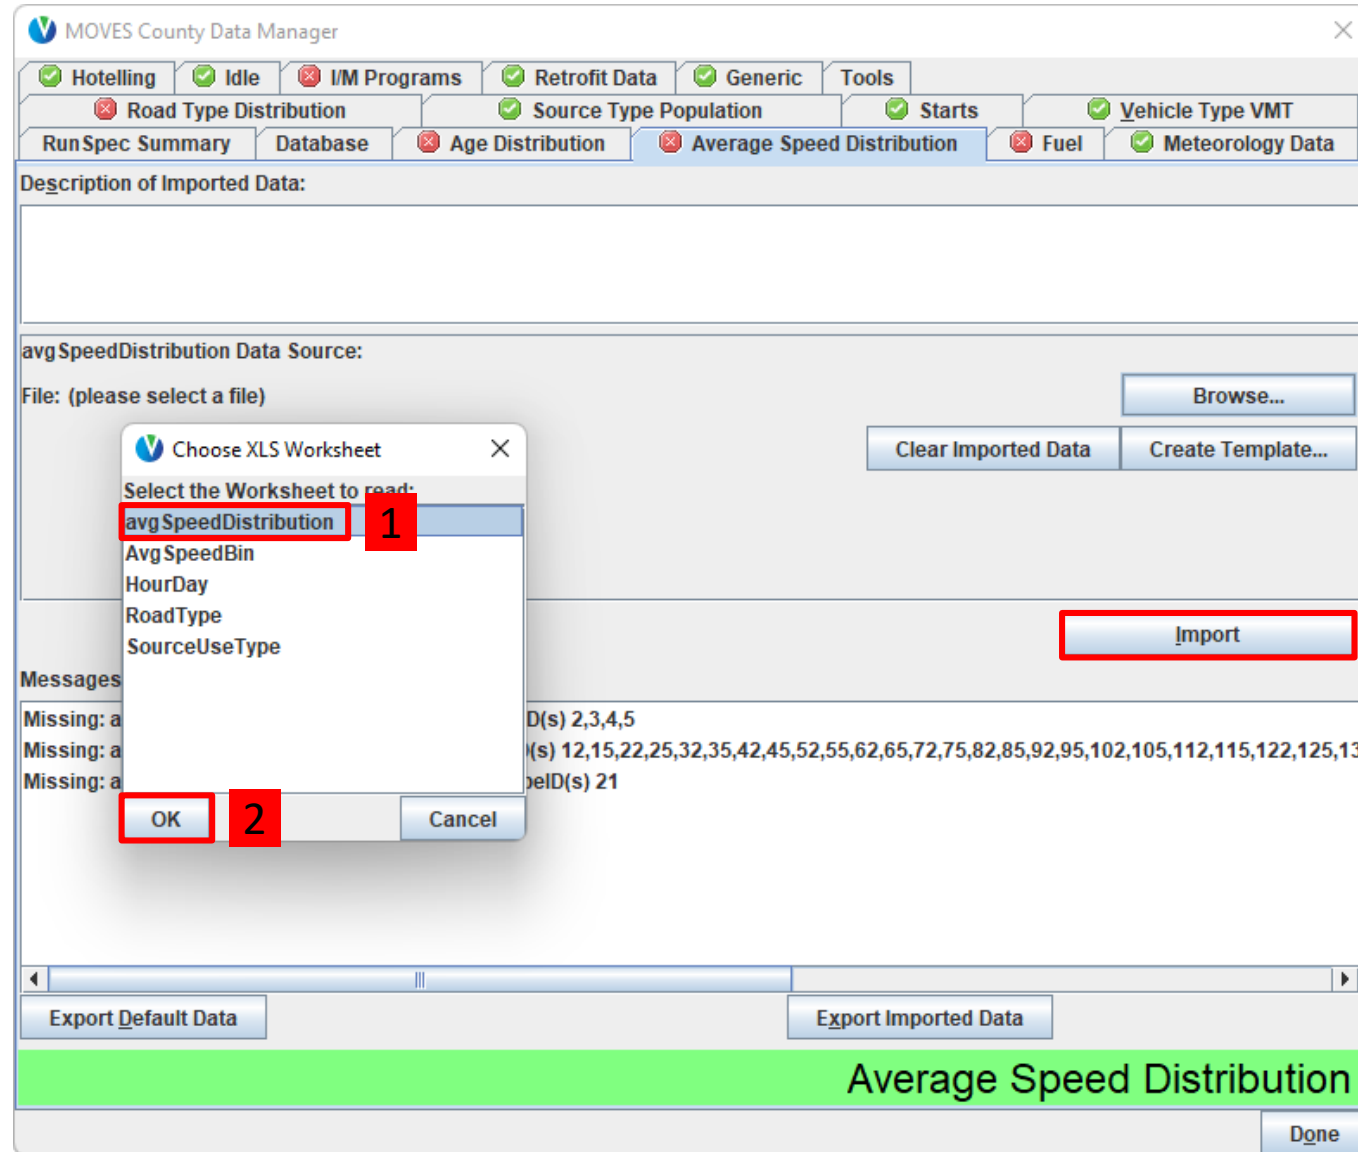 MOVES County Data Manager
Hotelling Idle I/M Programs Retrofit Data Generic Tools
Road Type Distribution Source Type Population Starts Vehicle Type VMT
RunSpec Summary Database Age Distribution Average Speed Distribution Fuel Meteorology Data
Description of Imported Data:
avgSpeedDistribution Data Source:
File: (please select a file) Browse...
Choose XLS Worksheet
Clear Imported Data Create Template...
Select the Worksheet to read:
avgSpeedDistribution 1
AvgSpeedBin
HourDay
RoadType
SourceUseType
Import
Messages
Missing: a D(s) 2,3,4,5
Missing: a (s) 12,15,22,25,32,35,42,45,52,55,62,65,72,75,82,85,92,95,102,105,112,115,122,125,13
Missing: a peID(s) 21
OK 2 Cancel
Export Default Data Export Imported Data
Average Speed Distribution
Done